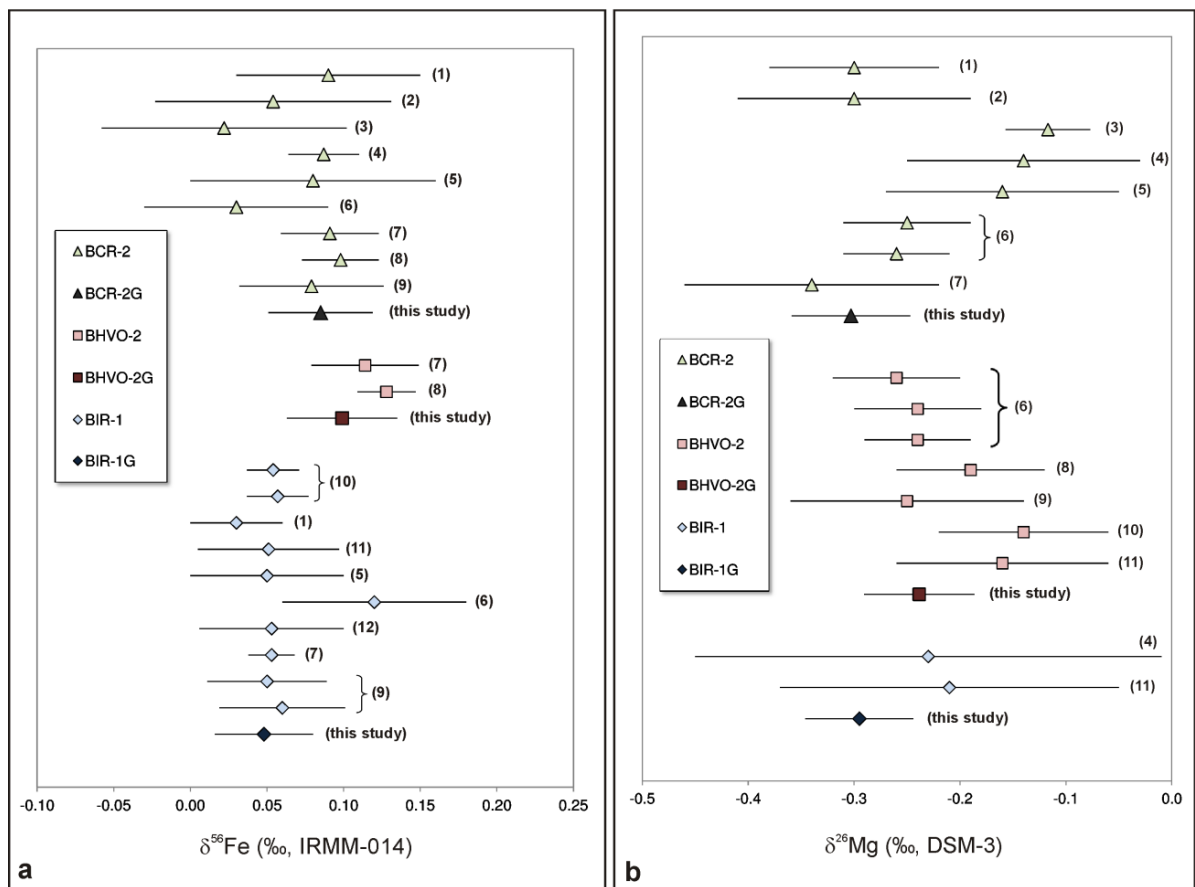 (1)
(2)
(3)
(4)
(5)
(6)
(7)
(8)
(9)
(this study)
(7)
(8)
(this study)
(10)
(1)
(11)
(5)
(6)
(12)
(7)
(9)
(this study)
BCR-2
BCR-2G
BHVO-2
BHVO-2G
BIR-1
BIR-1G
-0.10 -0.05 0.00 0.05 0.10 0.15 0.20 0.25
δ⁵⁶Fe (‰, IRMM-014)
a
(1)
(2)
(3)
(4)
(5)
(6)
(7)
(this study)
(6)
(8)
(9)
(10)
(11)
(this study)
(4)
(11)
(this study)
BCR-2
BCR-2G
BHVO-2
BHVO-2G
BIR-1
BIR-1G
-0.5 -0.4 -0.3 -0.2 -0.1 0.0
δ²⁶Mg (‰, DSM-3)
b